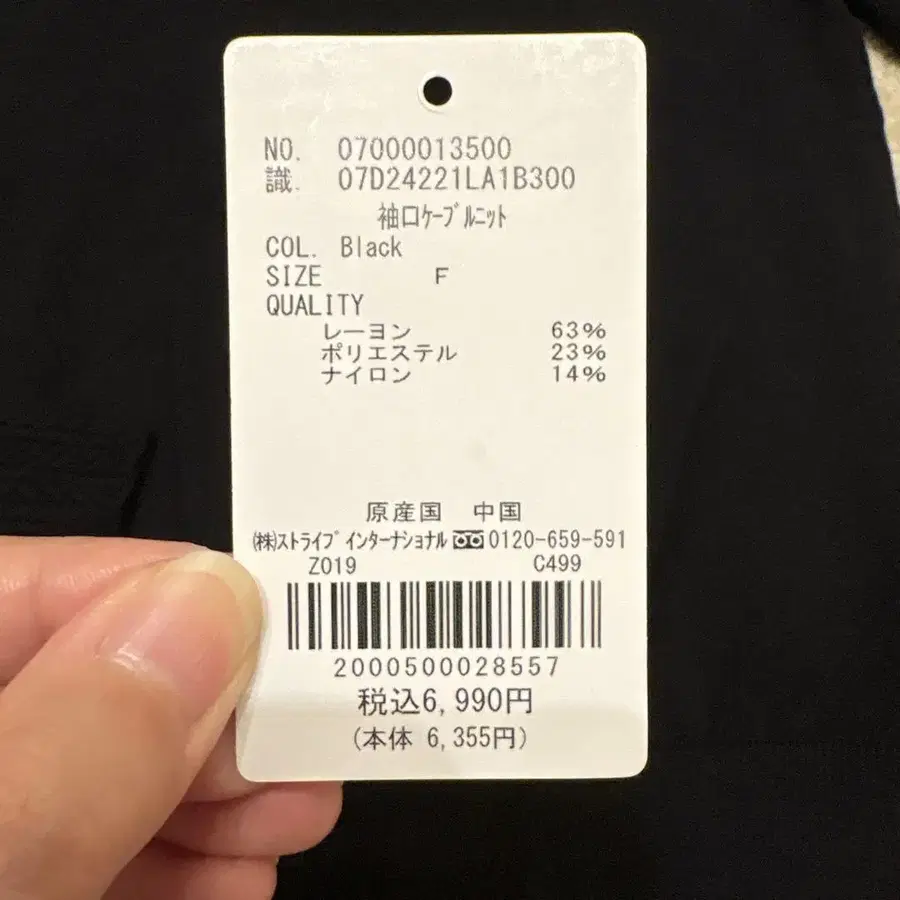 NO. 07000013500
識. 07D24221LA1B300
袖口ケーブルニット
COL. Black
SIZE F
QUALITY
レーヨン 63%
ポリエステル 23%
ナイロン 14%
原産国 中国
(株)ストライプインターナショナル 0120-659-591
Z019 C499
2000500028557
税込6,990円
(本体 6,355円)